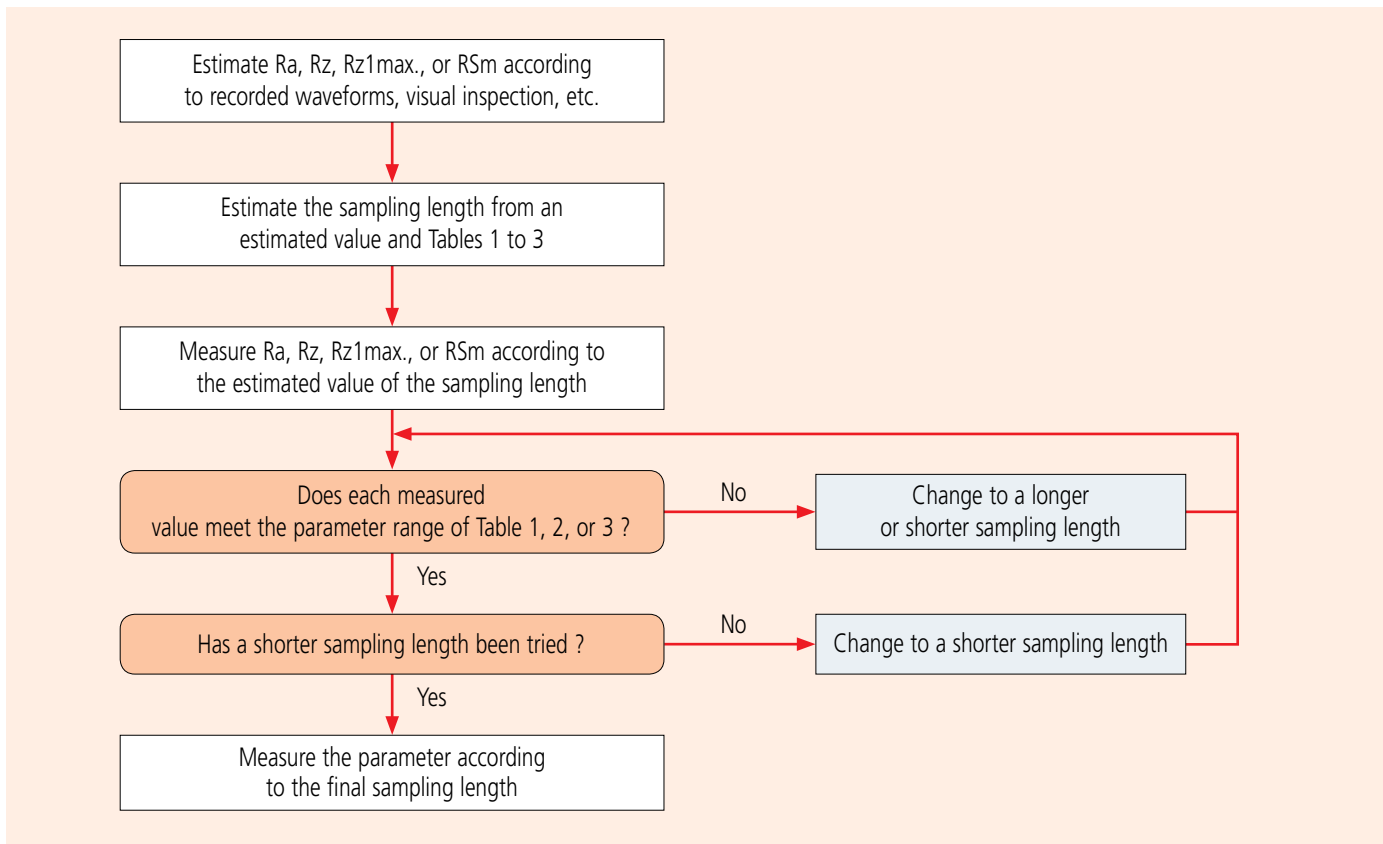 Estimate Ra, Rz, Rz1max., or RSm according
to recorded waveforms, visual inspection, etc.
Estimate the sampling length from an
estimated value and Tables 1 to 3
Measure Ra, Rz, Rz1max., or RSm according to
the estimated value of the sampling length
Does each measured
value meet the parameter range of Table 1, 2, or 3 ?
No
Change to a longer
or shorter sampling length
Yes
Has a shorter sampling length been tried ?
No
Change to a shorter sampling length
Yes
Measure the parameter according
to the final sampling length